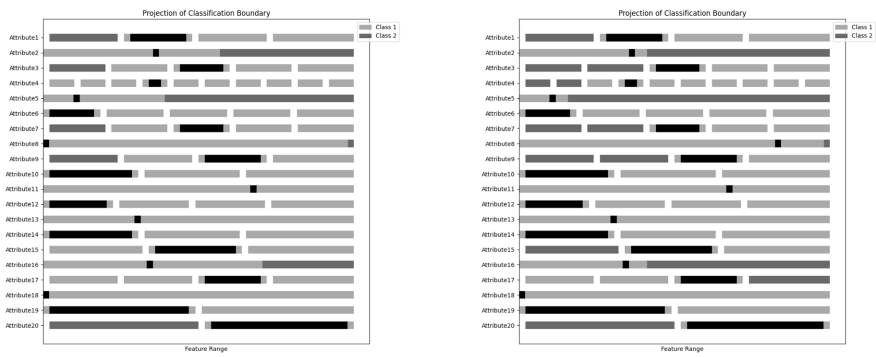 Projection of Classification Boundary
Class 1
Class 2
Attribute1
Attribute2
Attribute3
Attribute4
Attribute5
Attribute6
Attribute7
Attribute8
Attribute9
Attribute10
Attribute11
Attribute12
Attribute13
Attribute14
Attribute15
Attribute16
Attribute17
Attribute18
Attribute19
Attribute20
Feature Range
Projection of Classification Boundary
Class 1
Class 2
Attribute1
Attribute2
Attribute3
Attribute4
Attribute5
Attribute6
Attribute7
Attribute8
Attribute9
Attribute10
Attribute11
Attribute12
Attribute13
Attribute14
Attribute15
Attribute16
Attribute17
Attribute18
Attribute19
Attribute20
Feature Range